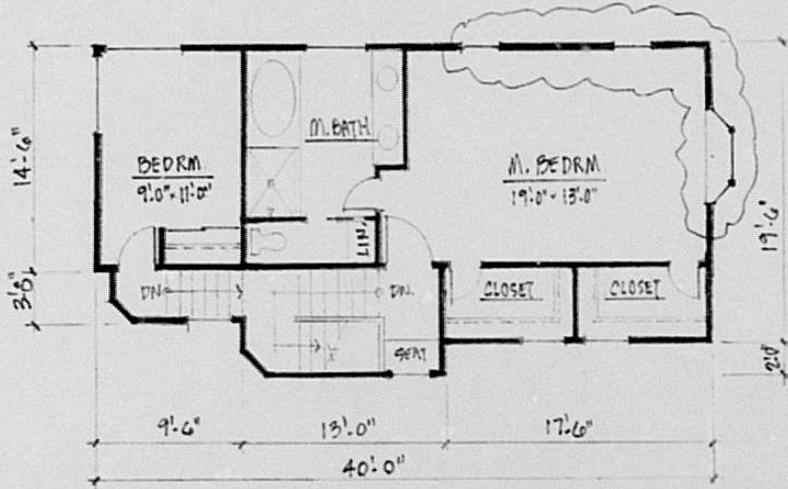 14'-6"
BEDRM
9'-0" × 11'-0"
M. BATH
M. BEDRM
19'-0" × 13'-0"
19'-6"
LIN.
3'-0"
DN
DN.
CLOSET
CLOSET
SEAT
2'-0"
9'-6"
13'-0"
17'-6"
40'-0"